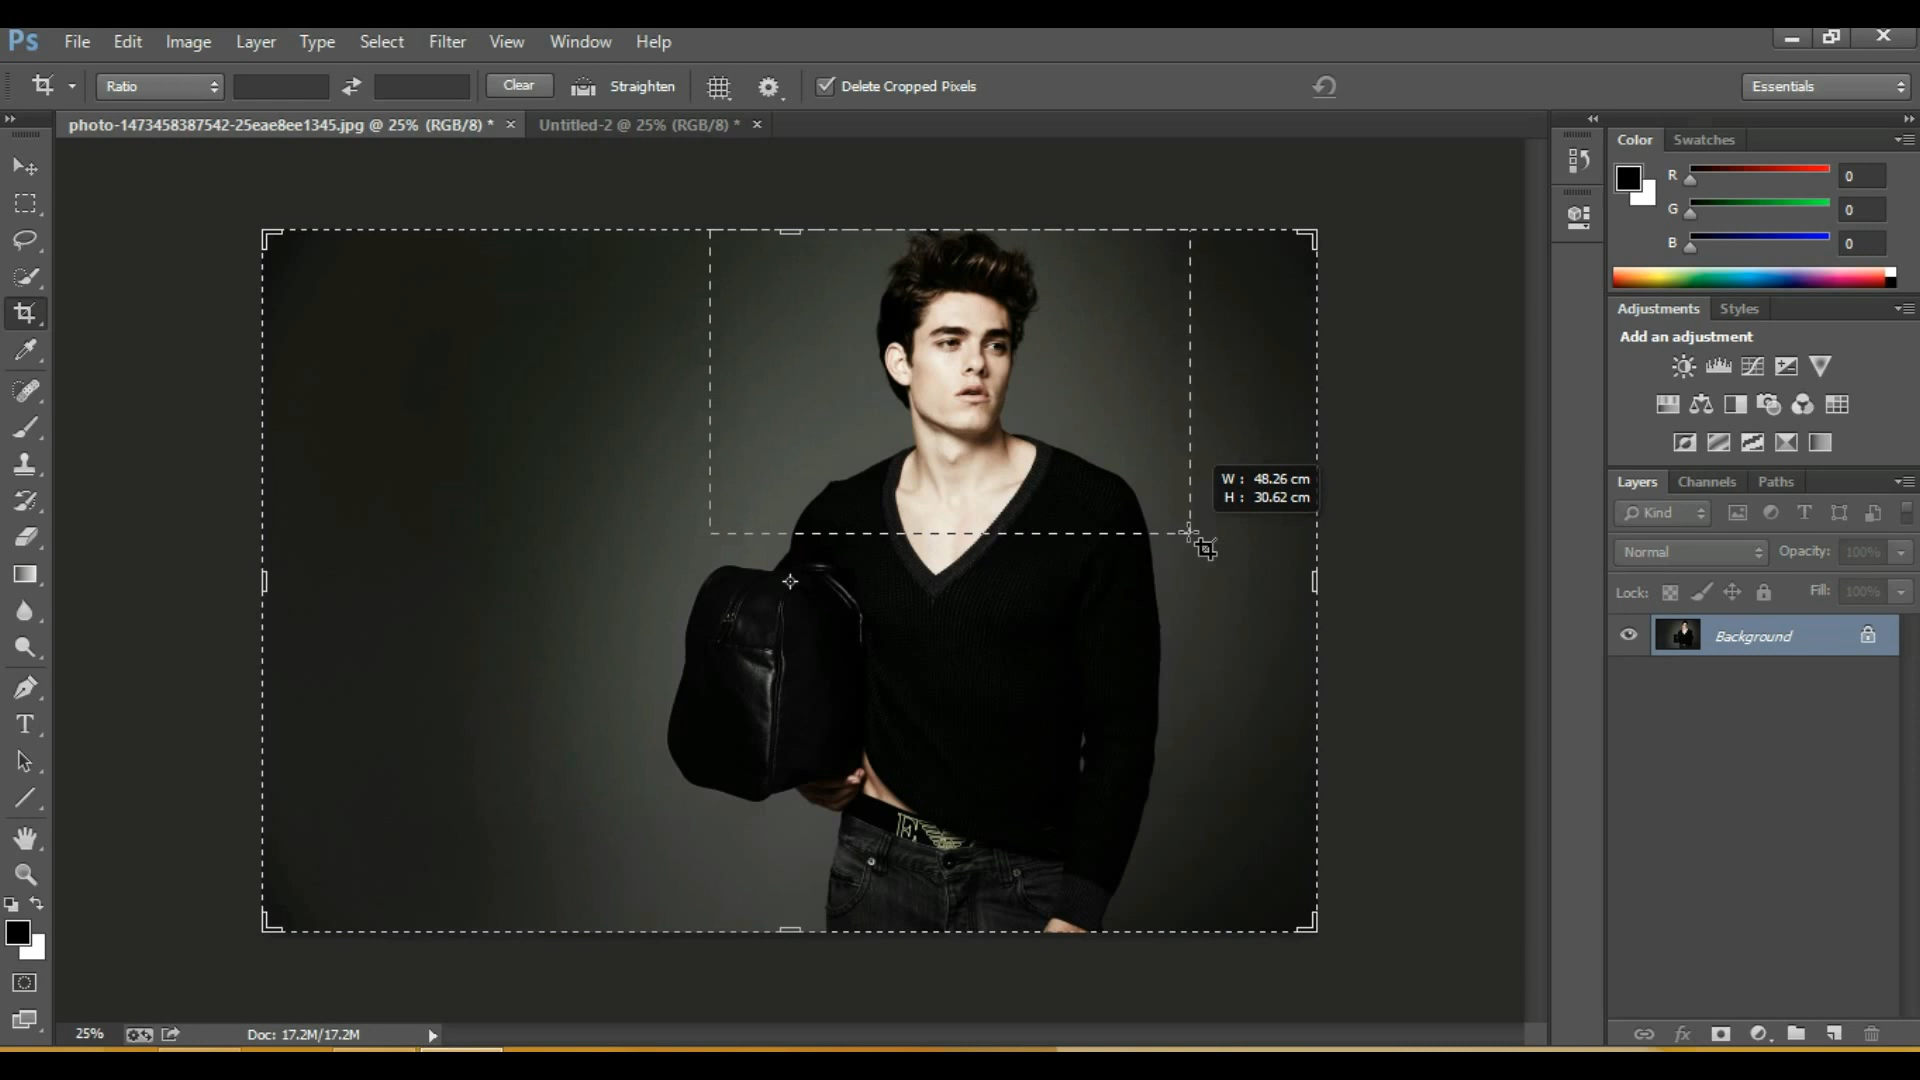 Ps File Edit Image Layer Type Select Filter View Window Help
Ratio Clear Straighten Delete Cropped Pixels Essentials
photo-1473458387542-25eae8ee1345.jpg @ 25% (RGB/8) * × Untitled-2 @ 25% (RGB/8) * ×
Color Swatches
R 0
G 0
B 0
Adjustments Styles
Add an adjustment
W : 48.26 cm
H : 30.62 cm
Layers Channels Paths
Kind
Normal Opacity: 100%
Lock: Fill: 100%
Background
25% Doc: 17.2M/17.2M